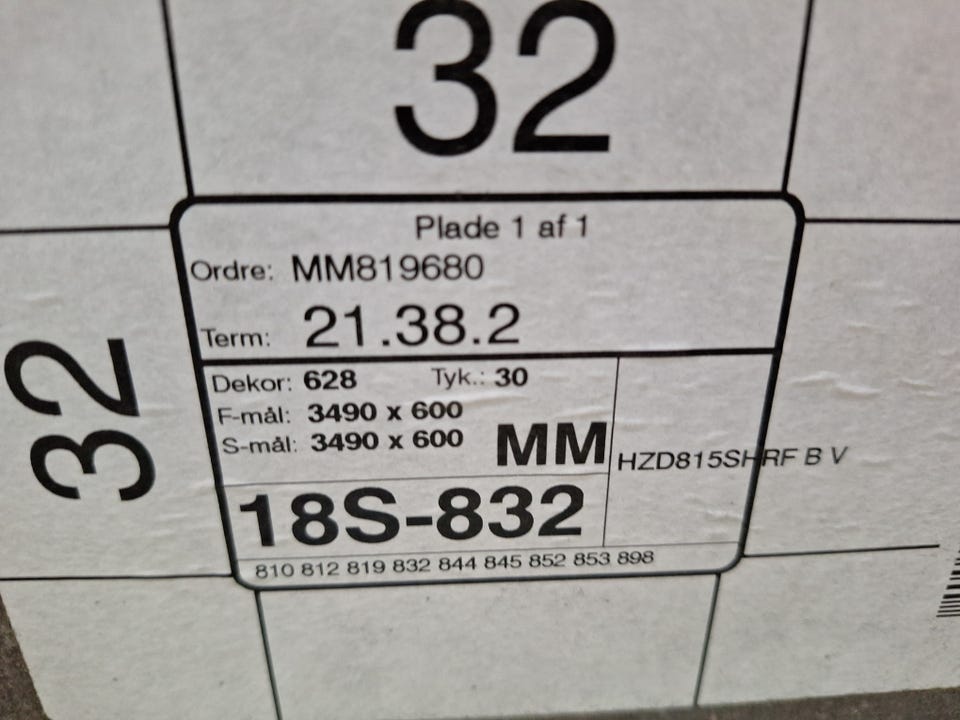 32
32
Plade 1 af 1
Ordre: MM819680
Term: 21.38.2
Dekor: 628 Tyk.: 30
F-mål: 3490 x 600
S-mål: 3490 x 600
MM
HZD815SHRF B V
18S-832
810 812 819 832 844 845 852 853 898